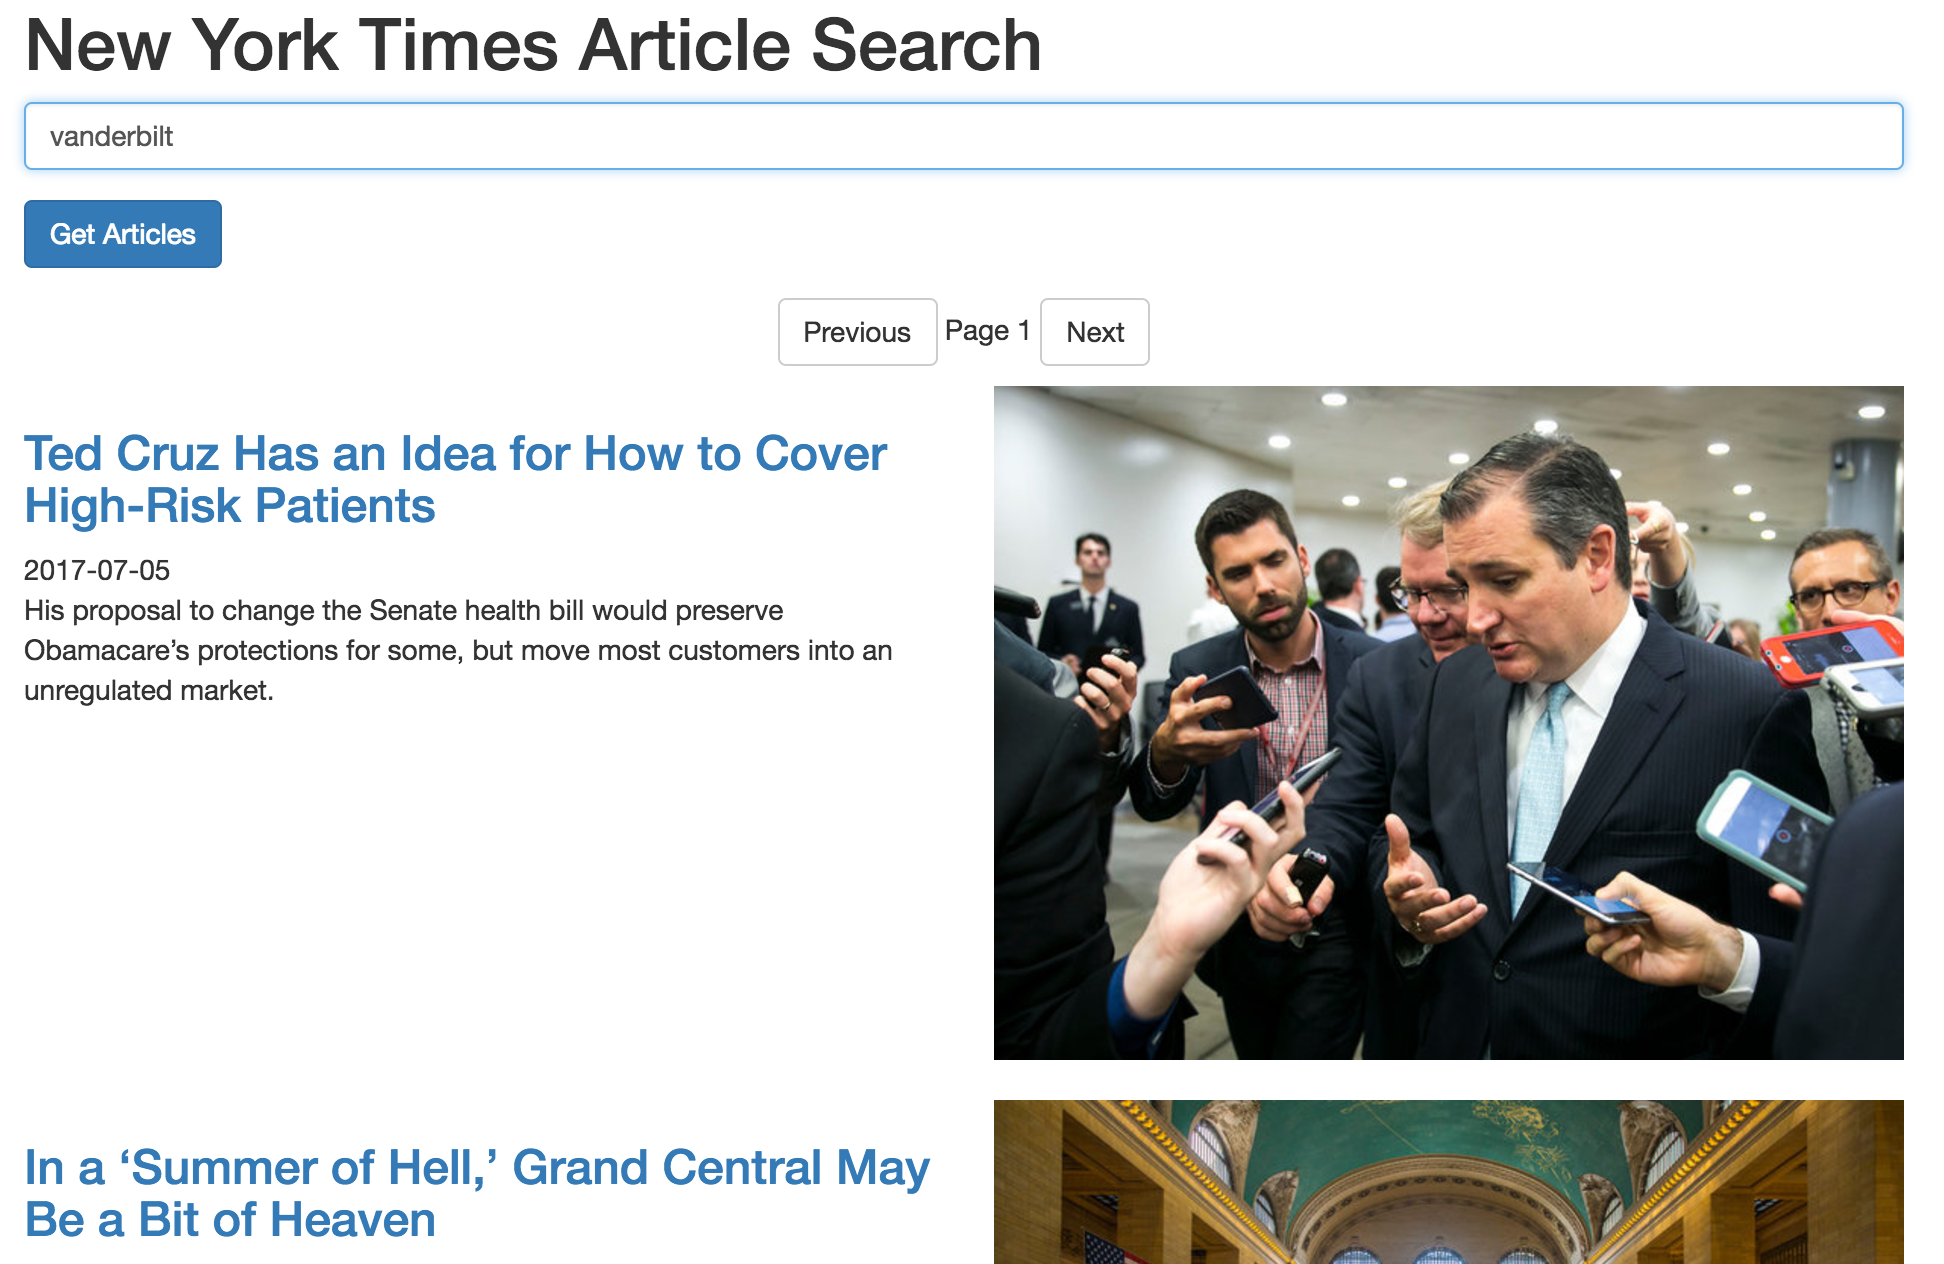 New York Times Article Search
vanderbilt
Get Articles
Previous Page 1 Next
Ted Cruz Has an Idea for How to Cover
High-Risk Patients
2017-07-05
His proposal to change the Senate health bill would preserve
Obamacare’s protections for some, but move most customers into an
unregulated market.
In a ‘Summer of Hell,’ Grand Central May
Be a Bit of Heaven